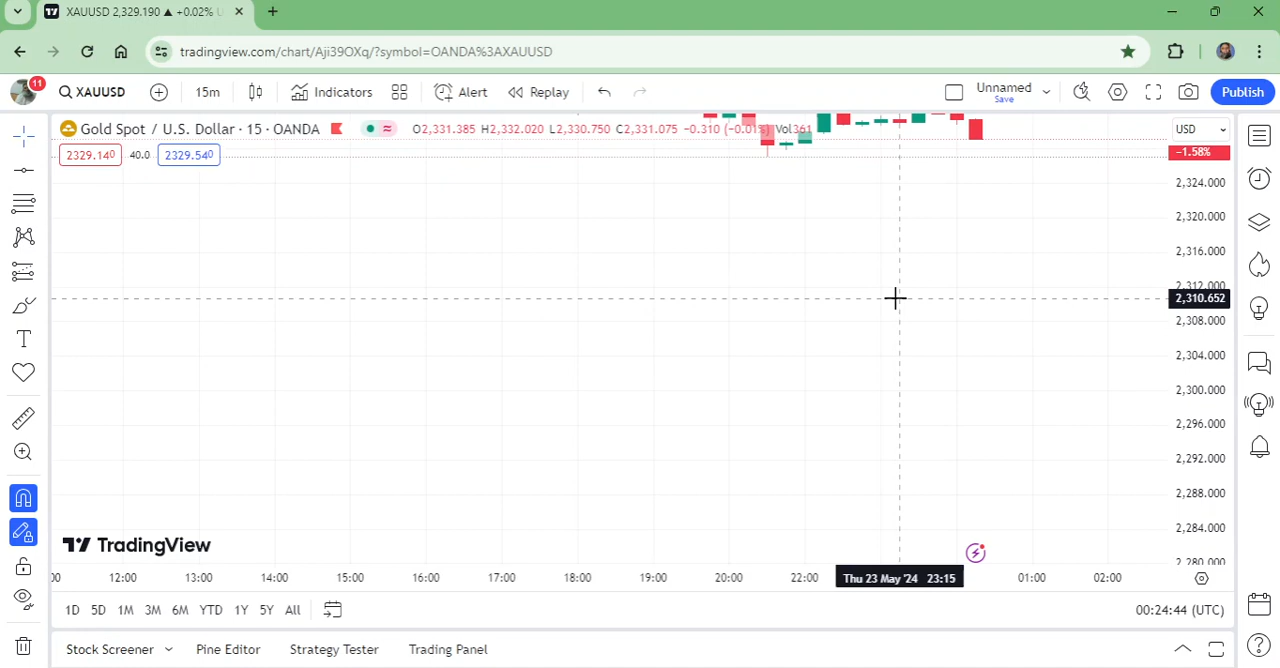 XAUUSD 2,329.190 ▲ +0.02%
tradingview.com/chart/Aji39OXq/?symbol=OANDA%3AXAUUSD
11
XAUUSD
15m
Indicators
Alert
Replay
Unnamed
Save
Publish
Gold Spot / U.S. Dollar · 15 · OANDA
O2,331.385 H2,332.020 L2,330.750 C2,331.075 −0.310 (−0.01%) Vol361
USD
2329.140
40.0
2329.540
−1.58%
2,324.000
2,320.000
2,316.000
2,312.000
2,310.652
2,308.000
2,304.000
2,300.000
2,296.000
2,292.000
2,288.000
2,284.000
2,280.000
TradingView
12:00 13:00 14:00 15:00 16:00 17:00 18:00 19:00 20:00 22:00 Thu 23 May '24 23:15 01:00 02:00
1D 5D 1M 3M 6M YTD 1Y 5Y All
00:24:44 (UTC)
Stock Screener Pine Editor Strategy Tester Trading Panel